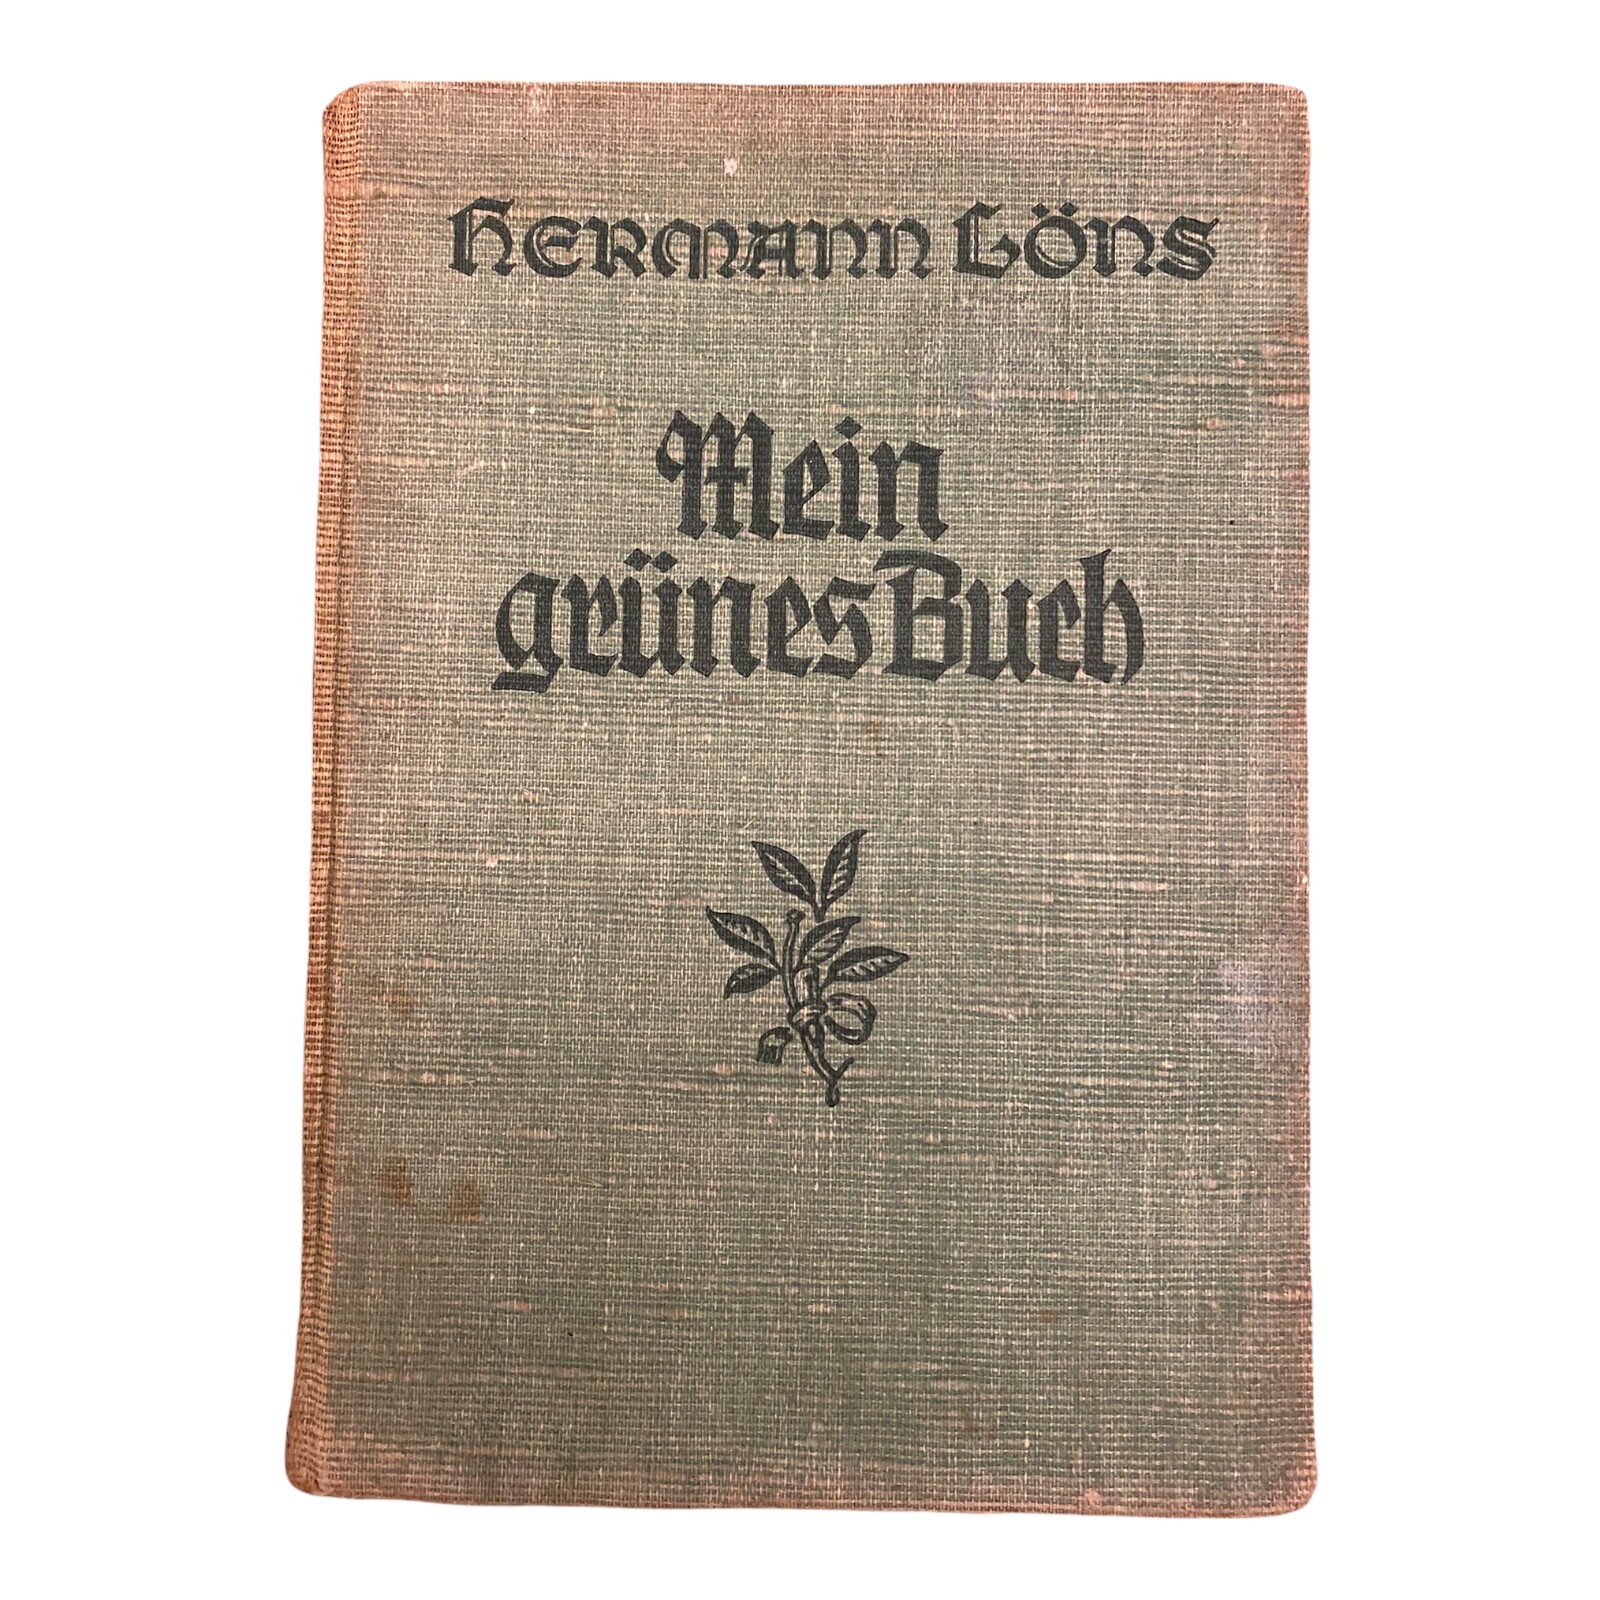 HERMANN LÖNS
Mein
grünes Buch